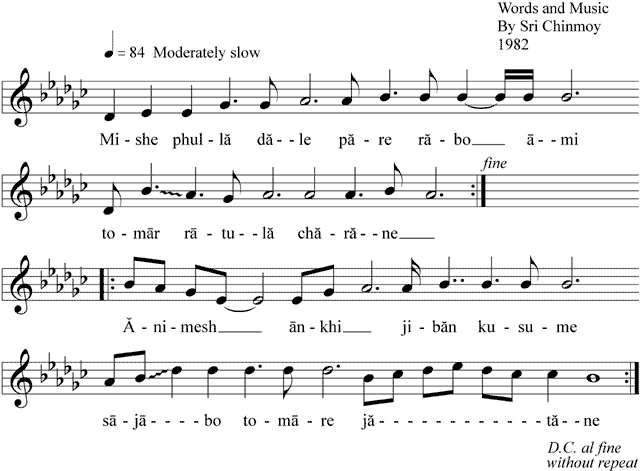 Words and Music
By Sri Chinmoy
1982
= 84 Moderately slow
Mi-she phul-lă dă--le pă-re ră-bo___ ā-mi
fine
to-mār rā-tu--lă chă-ră-ne___
Ă-ni-mesh___ ān-khi___ ji-băn ku-su-me
sā-jā--bo to-mā-re jă-----------tă-ne
D.C. al fine
without repeat